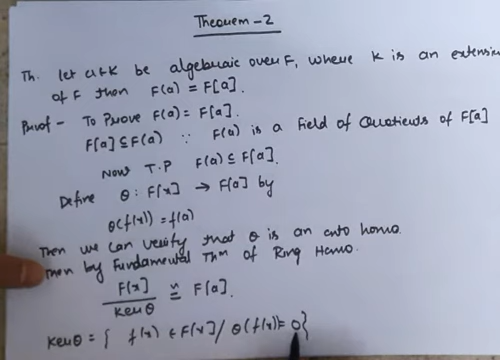 Theorem - 2
Th. let a∈K be algebraic over F, where K is an extension
of F then F(a) = F[a].
Proof - To Prove F(a) = F[a].
F[a] ⊆ F(a) ∵ F(a) is a Field of Quotients of F[a]
Now T.P F(a) ⊆ F[a].
Define θ : F[x] → F[a] by
θ(f(x)) = f(a)
Then we can verify that θ is an onto homo.
Then by Fundamental Thm of Ring Homo.
F[x]/Kerθ ≅ F[a].
Kerθ = { f(x) ∈ F[x] / θ(f(x)) = 0}